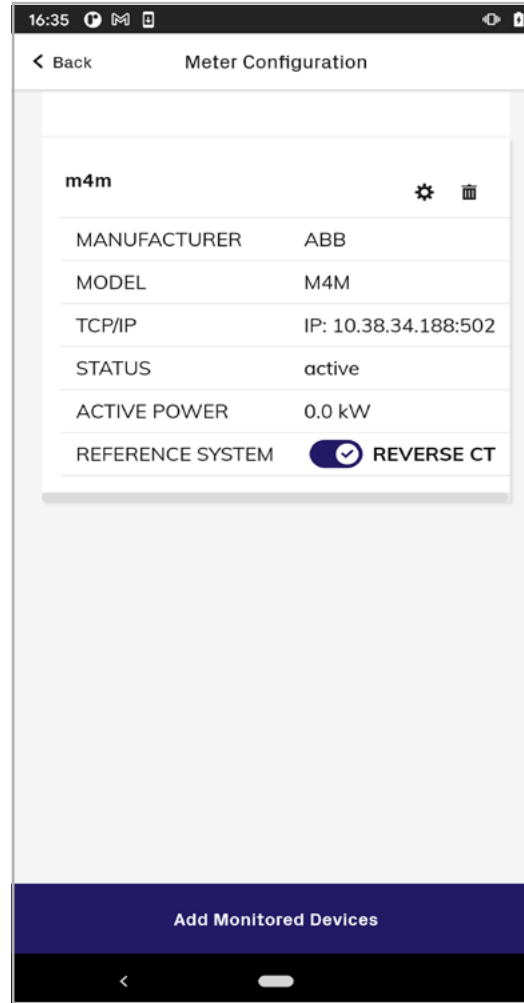 16:35
Back Meter Configuration
m4m
MANUFACTURER ABB
MODEL M4M
TCP/IP IP: 10.38.34.188:502
STATUS active
ACTIVE POWER 0.0 kW
REFERENCE SYSTEM REVERSE CT
Add Monitored Devices